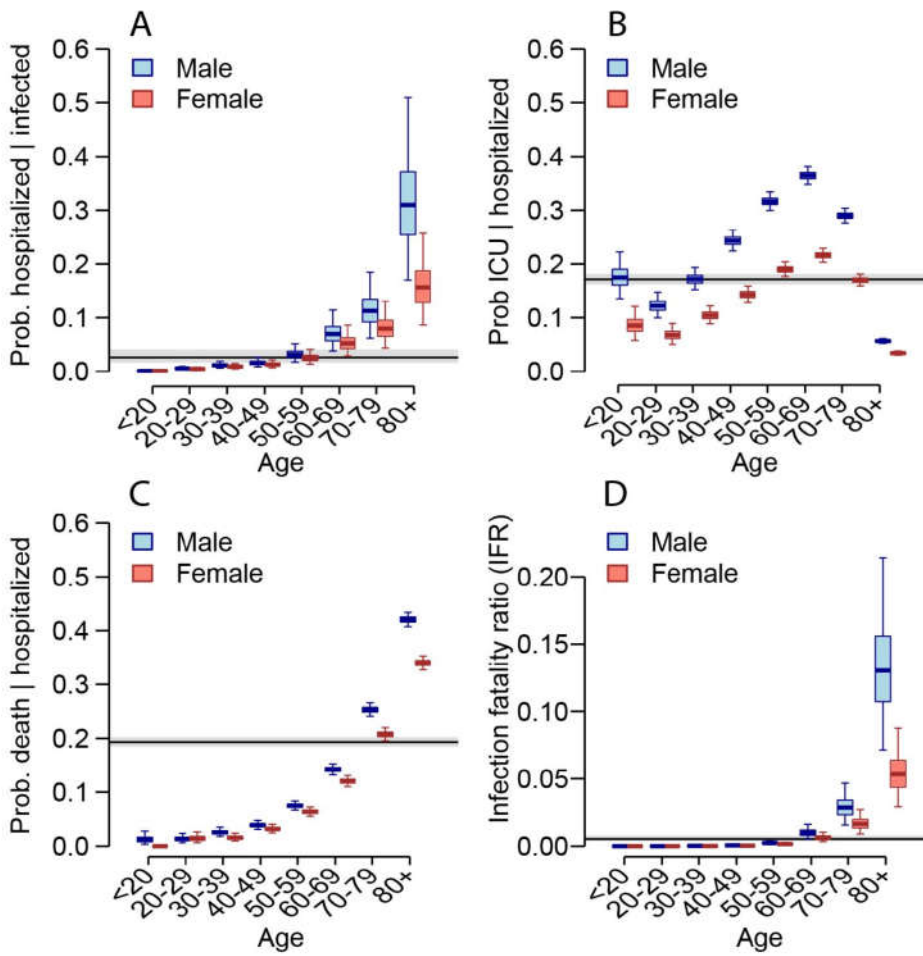 A
Prob. hospitalized | infected
0.6
0.5
0.4
0.3
0.2
0.1
0.0
Male
Female
<20
20-29
30-39
40-49
50-59
60-69
70-79
80+
Age
B
Prob ICU | hospitalized
0.6
0.5
0.4
0.3
0.2
0.1
0.0
Male
Female
<20
20-29
30-39
40-49
50-59
60-69
70-79
80+
Age
C
Prob. death | hospitalized
0.6
0.5
0.4
0.3
0.2
0.1
0.0
Male
Female
<20
20-29
30-39
40-49
50-59
60-69
70-79
80+
Age
D
Infection fatality ratio (IFR)
0.20
0.15
0.10
0.05
0.00
Male
Female
<20
20-29
30-39
40-49
50-59
60-69
70-79
80+
Age